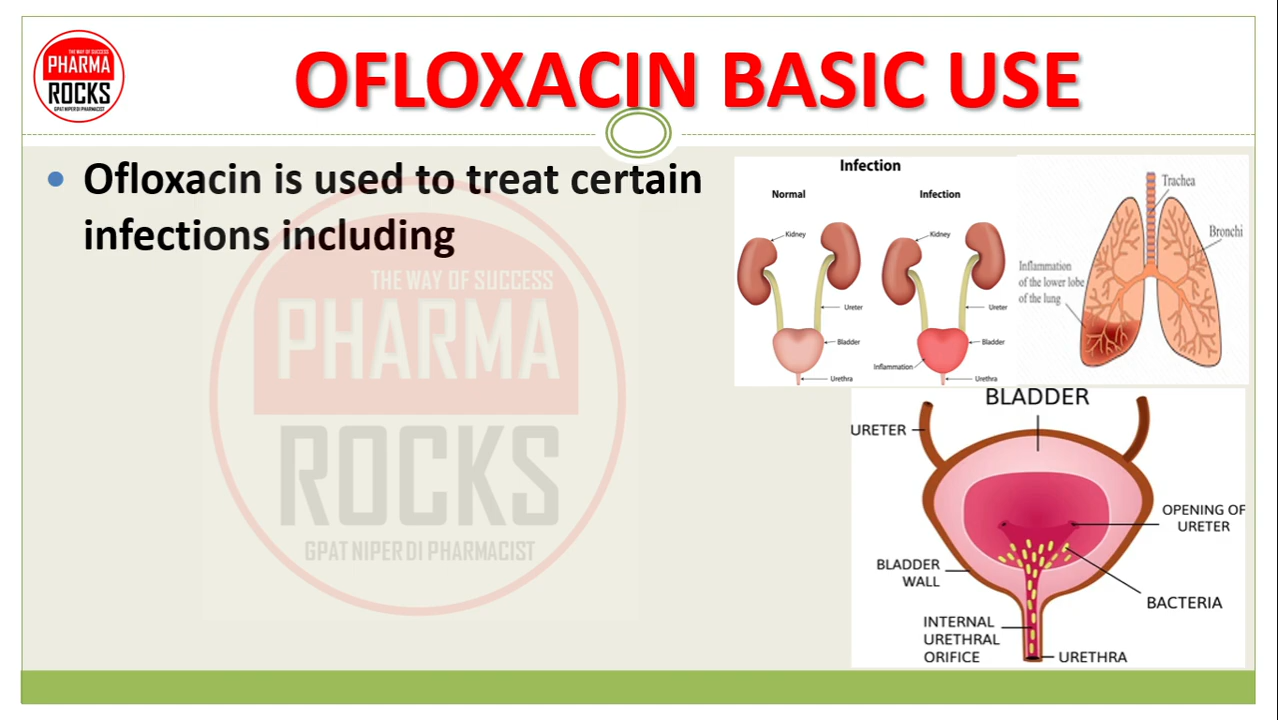 THE WAY OF SUCCESS
PHARMA
ROCKS
GPAT NIPER DI PHARMACIST
OFLOXACIN BASIC USE
• Ofloxacin is used to treat certain
infections including
THE WAY OF SUCCESS
PHARMA
ROCKS
GPAT NIPER DI PHARMACIST
Infection
Normal
Infection
Kidney
Kidney
Ureter
Ureter
Bladder
Bladder
Inflammation
Urethra
Urethra
Trachea
Bronchi
Inflammation
of the lower lobe
of the lung
BLADDER
URETER
OPENING OF
URETER
BLADDER
WALL
BACTERIA
INTERNAL
URETHRAL
ORIFICE
URETHRA